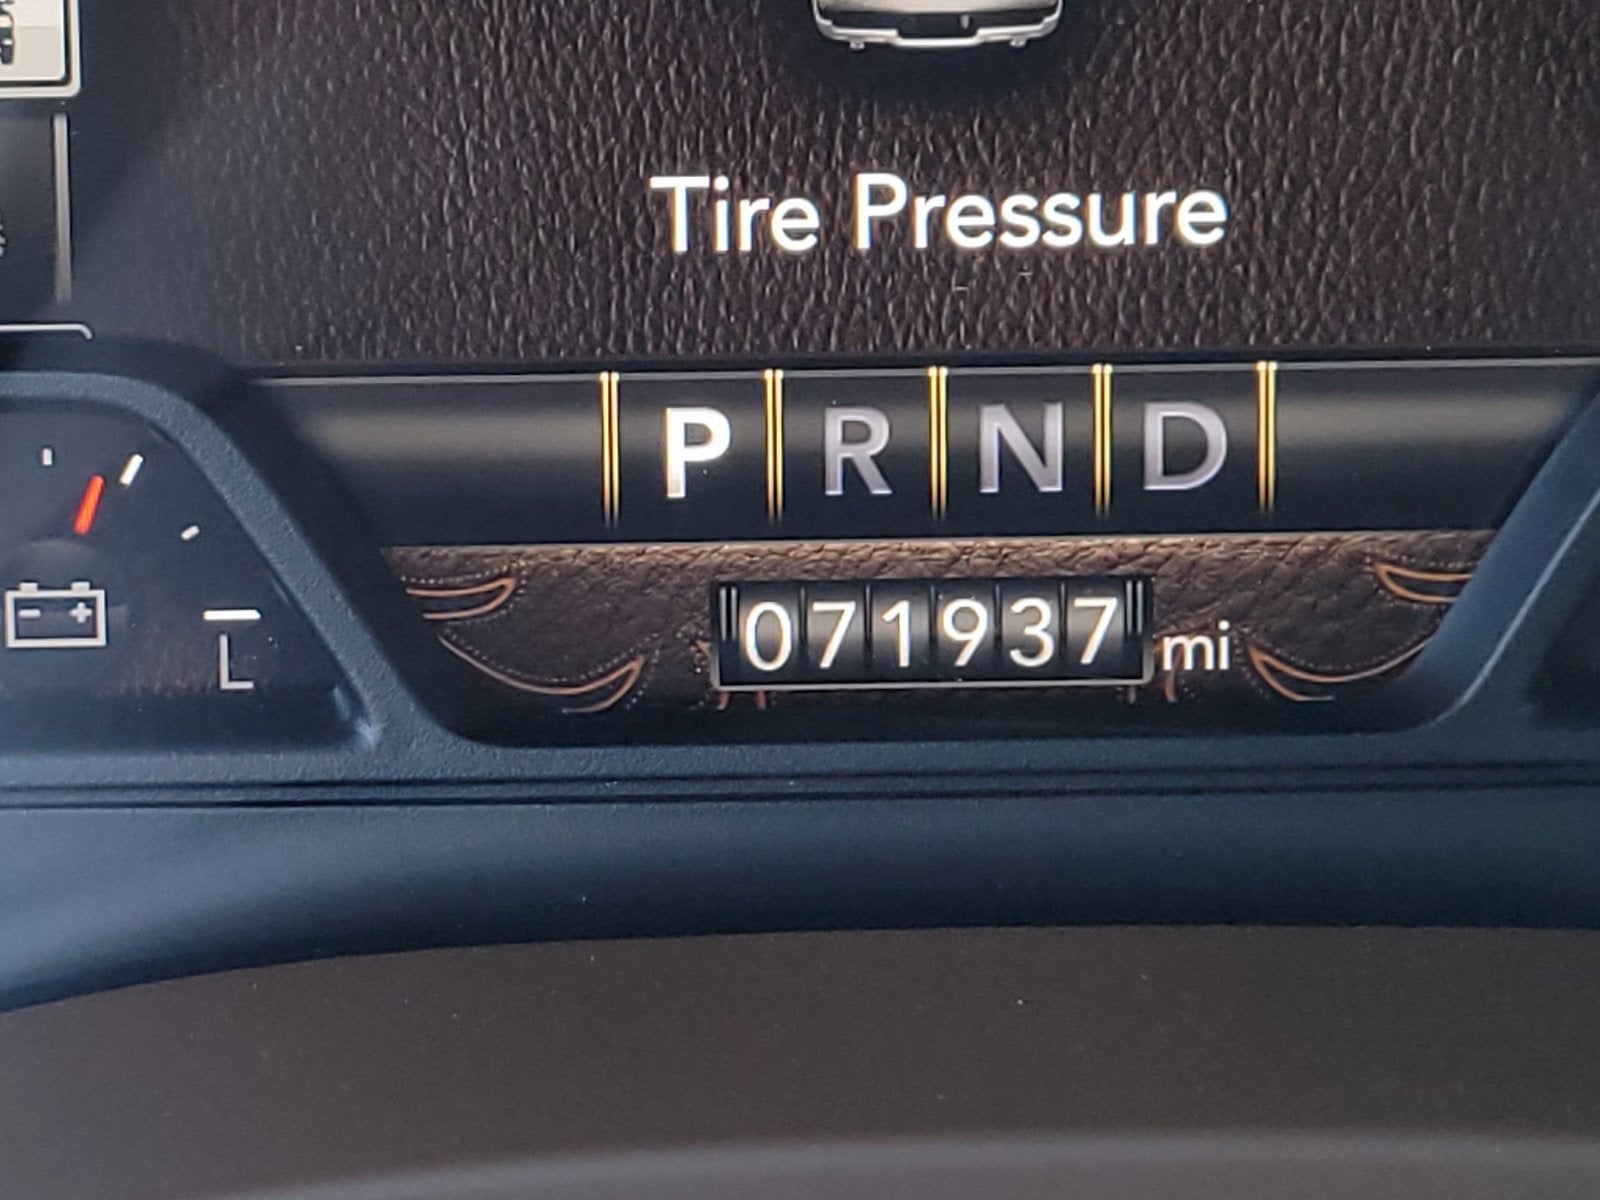 Tire Pressure
P R N D
071937 mi
L